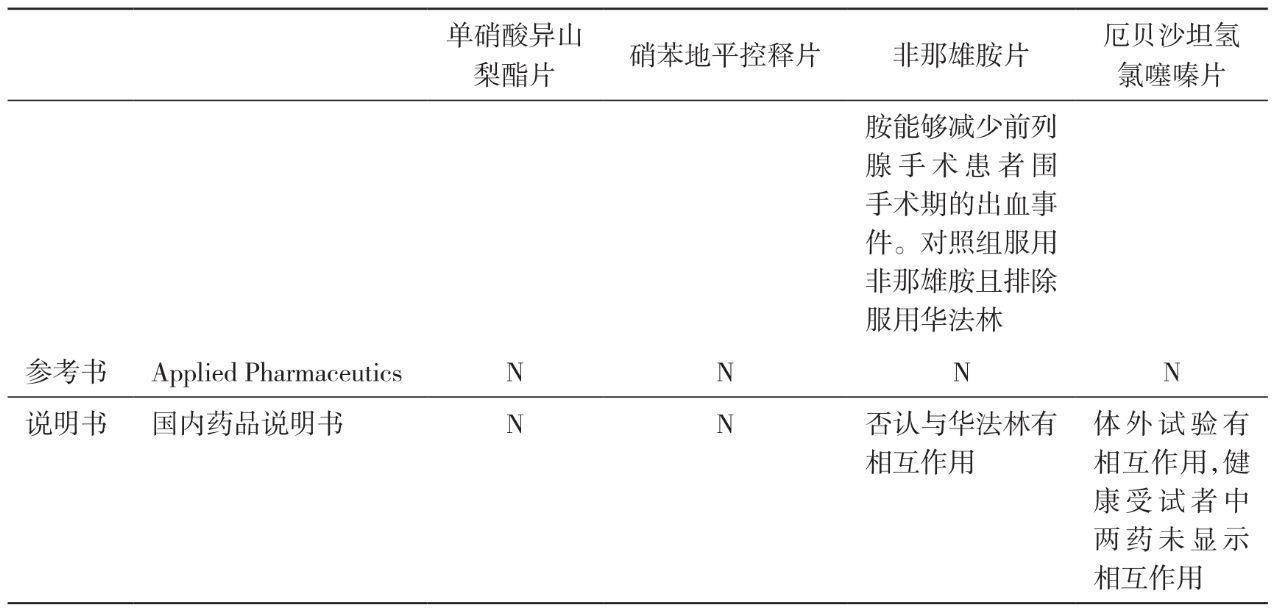 单硝酸异山
梨酯片
硝苯地平控释片
非那雄胺片
厄贝沙坦氢
氯噻嗪片
胺能够减少前列
腺手术患者围
手术期的出血事
件。对照组服用
非那雄胺且排除
服用华法林
参考书 Applied Pharmaceutics N N N N
说明书 国内药品说明书 N N
否认与华法林有
相互作用
体外试验有
相互作用,健
康受试者中
两药未显示
相互作用